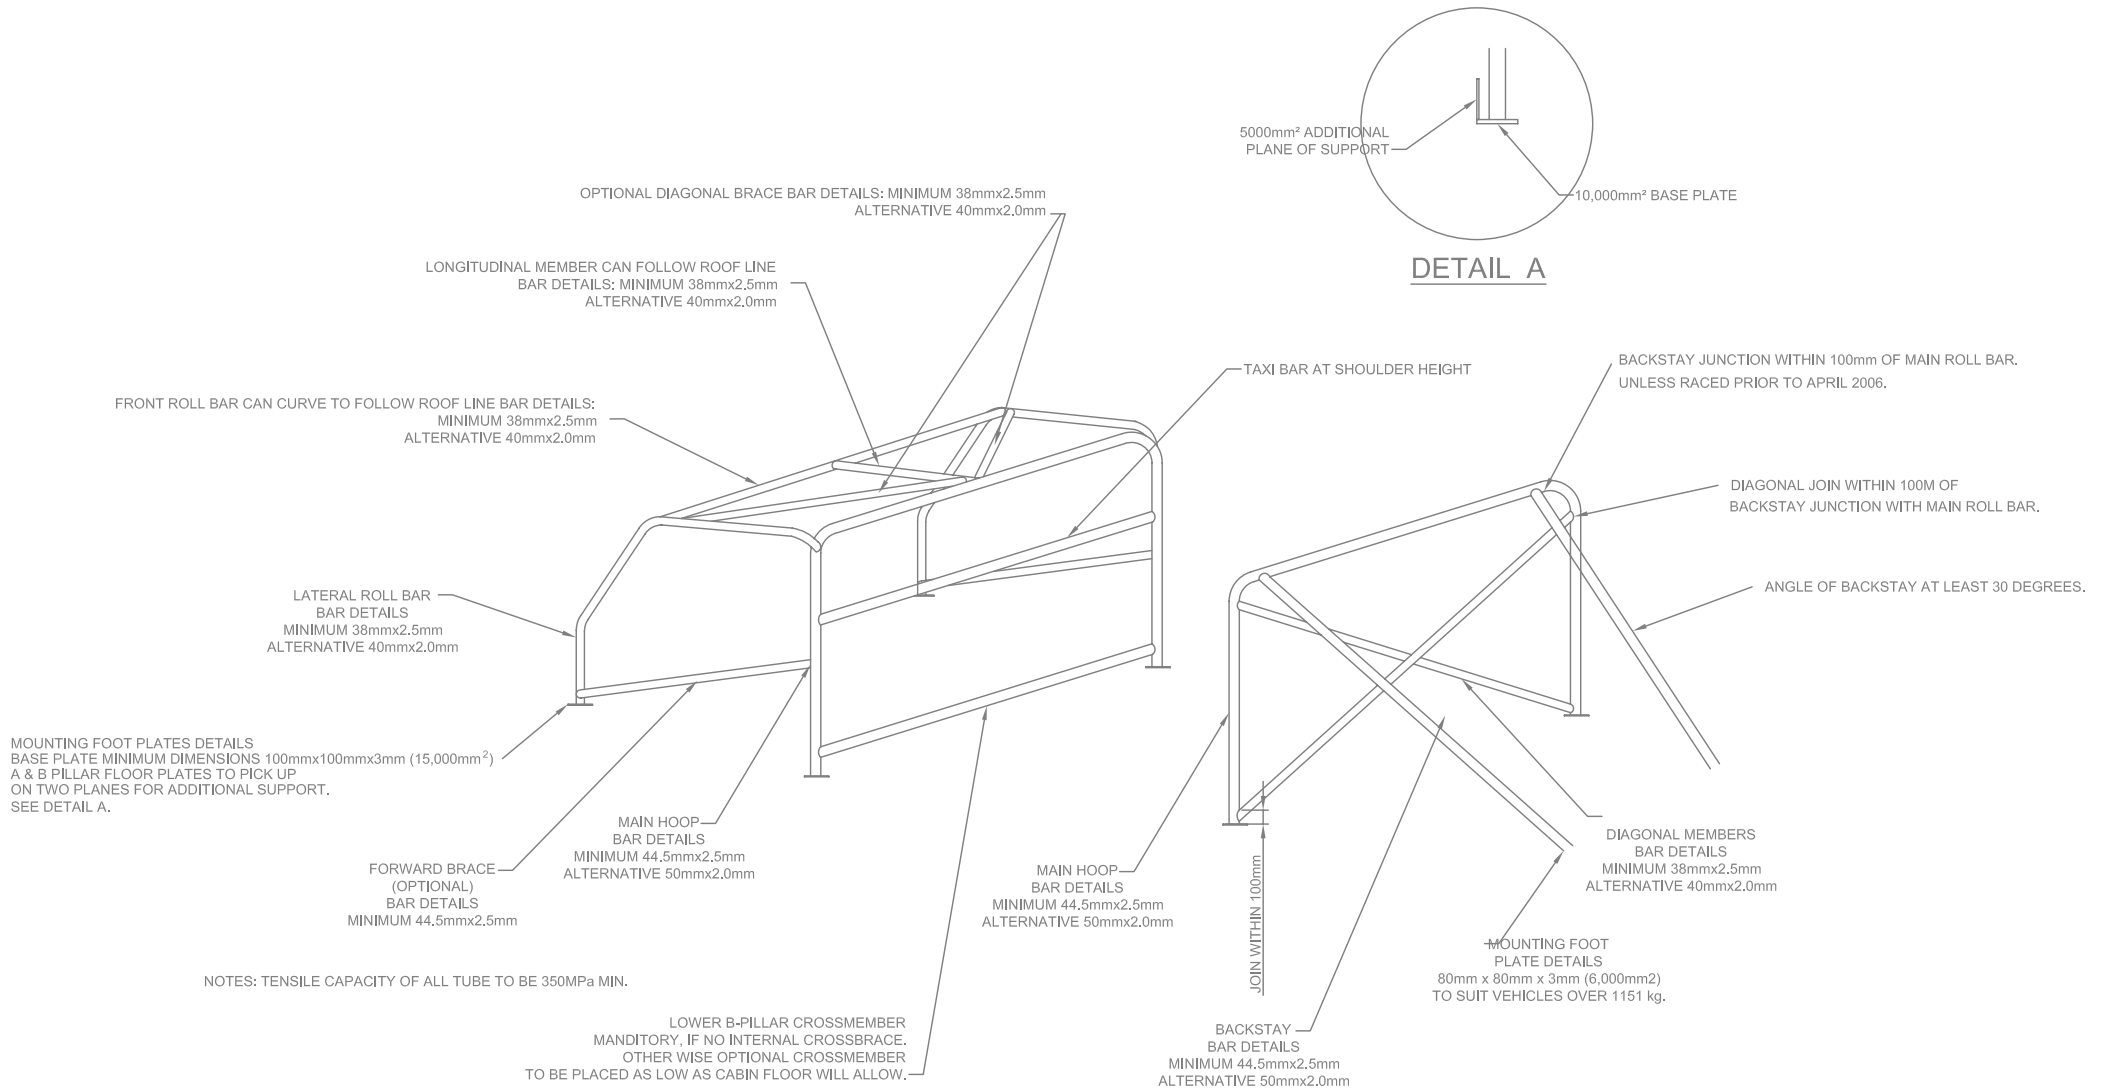 5000mm² ADDITIONAL
PLANE OF SUPPORT
10,000mm² BASE PLATE
DETAIL A
OPTIONAL DIAGONAL BRACE BAR DETAILS: MINIMUM 38mmx2.5mm
ALTERNATIVE 40mmx2.0mm
LONGITUDINAL MEMBER CAN FOLLOW ROOF LINE
BAR DETAILS: MINIMUM 38mmx2.5mm
ALTERNATIVE 40mmx2.0mm
TAXI BAR AT SHOULDER HEIGHT
BACKSTAY JUNCTION WITHIN 100mm OF MAIN ROLL BAR.
UNLESS RACED PRIOR TO APRIL 2006.
FRONT ROLL BAR CAN CURVE TO FOLLOW ROOF LINE BAR DETAILS:
MINIMUM 38mmx2.5mm
ALTERNATIVE 40mmx2.0mm
DIAGONAL JOIN WITHIN 100M OF
BACKSTAY JUNCTION WITH MAIN ROLL BAR.
ANGLE OF BACKSTAY AT LEAST 30 DEGREES.
LATERAL ROLL BAR
BAR DETAILS
MINIMUM 38mmx2.5mm
ALTERNATIVE 40mmx2.0mm
MOUNTING FOOT PLATES DETAILS
BASE PLATE MINIMUM DIMENSIONS 100mmx100mmx3mm (15,000mm²)
A & B PILLAR FLOOR PLATES TO PICK UP
ON TWO PLANES FOR ADDITIONAL SUPPORT.
SEE DETAIL A.
MAIN HOOP
BAR DETAILS
MINIMUM 44.5mmx2.5mm
ALTERNATIVE 50mmx2.0mm
FORWARD BRACE
(OPTIONAL)
BAR DETAILS
MINIMUM 44.5mmx2.5mm
MAIN HOOP
BAR DETAILS
MINIMUM 44.5mmx2.5mm
ALTERNATIVE 50mmx2.0mm
JOIN WITHIN 100mm
DIAGONAL MEMBERS
BAR DETAILS
MINIMUM 38mmx2.5mm
ALTERNATIVE 40mmx2.0mm
MOUNTING FOOT
PLATE DETAILS
80mm x 80mm x 3mm (6,000mm2)
TO SUIT VEHICLES OVER 1151 kg.
NOTES: TENSILE CAPACITY OF ALL TUBE TO BE 350MPa MIN.
LOWER B-PILLAR CROSSMEMBER
MANDITORY, IF NO INTERNAL CROSSBRACE.
OTHER WISE OPTIONAL CROSSMEMBER
TO BE PLACED AS LOW AS CABIN FLOOR WILL ALLOW.
BACKSTAY
BAR DETAILS
MINIMUM 44.5mmx2.5mm
ALTERNATIVE 50mmx2.0mm